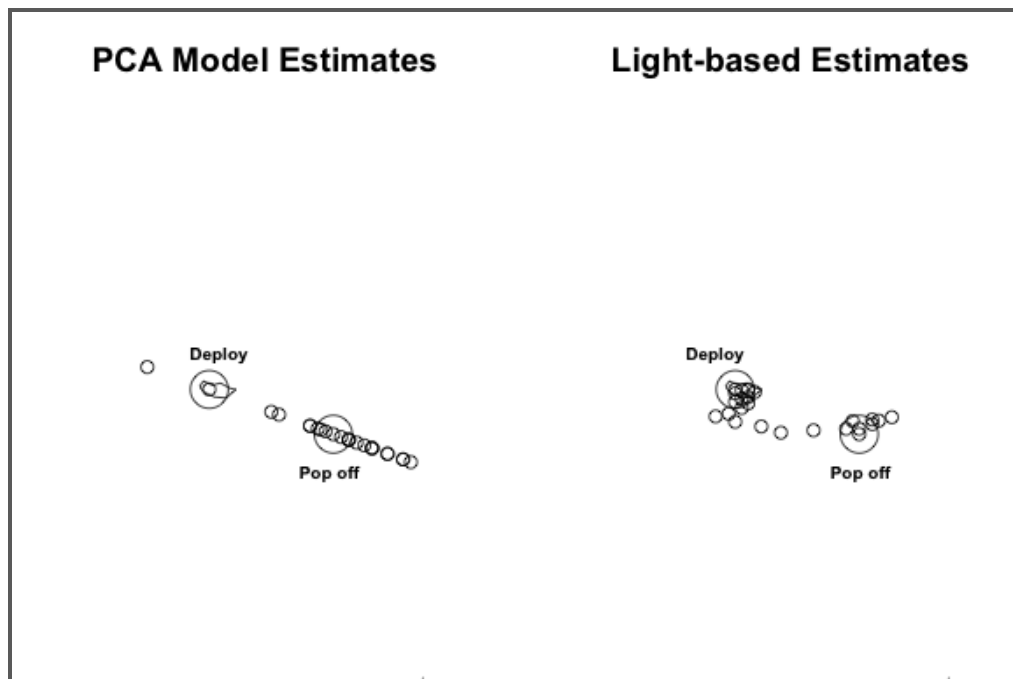 PCA Model Estimates
Light-based Estimates
Deploy
Pop off
Deploy
Pop off